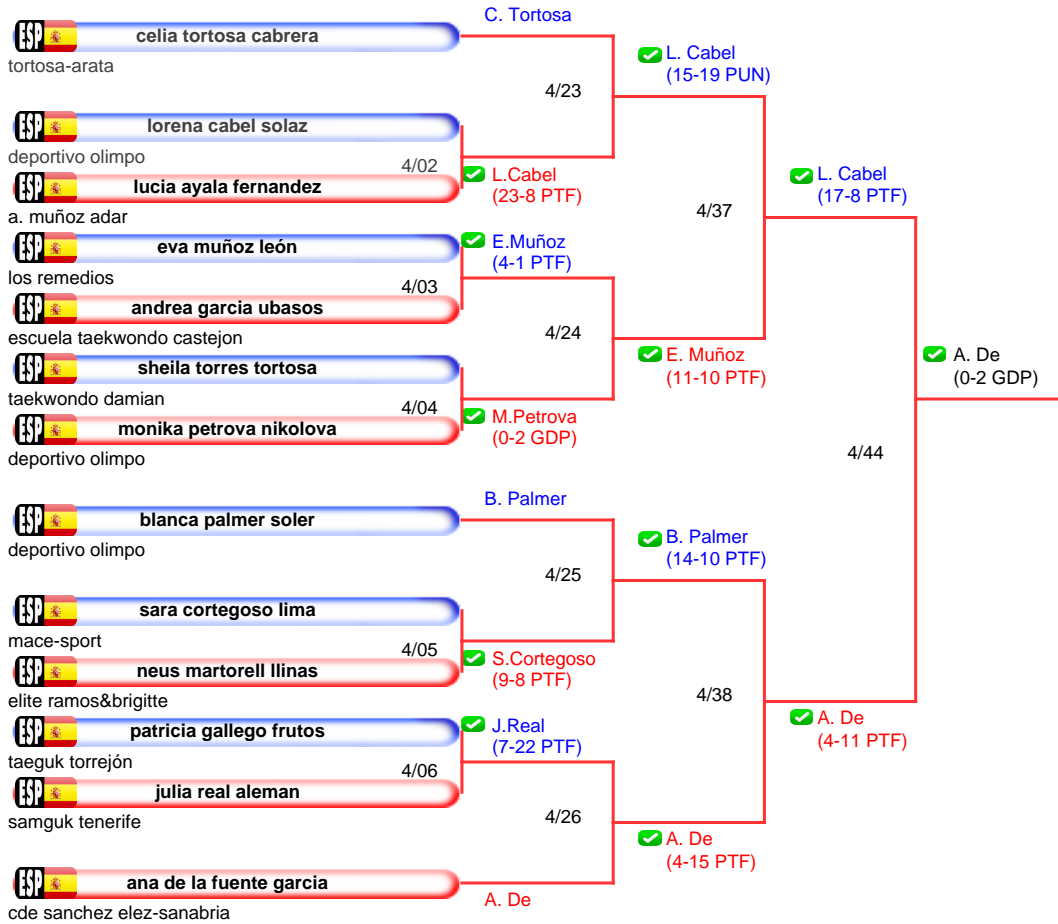 C. Tortosa
ESP celia tortosa cabrera
tortosa-arata
L. Cabel
(15-19 PUN)
4/23
ESP lorena cabel solaz
deportivo olimpo
4/02
L.Cabel
(23-8 PTF)
ESP lucia ayala fernandez
a. muñoz adar
L. Cabel
(17-8 PTF)
4/37
ESP eva muñoz león
los remedios
E.Muñoz
(4-1 PTF)
4/03
ESP andrea garcia ubasos
escuela taekwondo castejon
4/24
E. Muñoz
(11-10 PTF)
A. De
(0-2 GDP)
ESP sheila torres tortosa
taekwondo damian
4/04
M.Petrova
(0-2 GDP)
ESP monika petrova nikolova
deportivo olimpo
4/44
B. Palmer
ESP blanca palmer soler
deportivo olimpo
B. Palmer
(14-10 PTF)
4/25
ESP sara cortegoso lima
mace-sport
4/05
S.Cortegoso
(9-8 PTF)
ESP neus martorell llinas
elite ramos&brigitte
4/38
A. De
(4-11 PTF)
ESP patricia gallego frutos
taeguk torrejón
J.Real
(7-22 PTF)
4/06
ESP julia real aleman
samguk tenerife
4/26
A. De
(4-15 PTF)
ESP ana de la fuente garcia
cde sanchez elez-sanabria
A. De